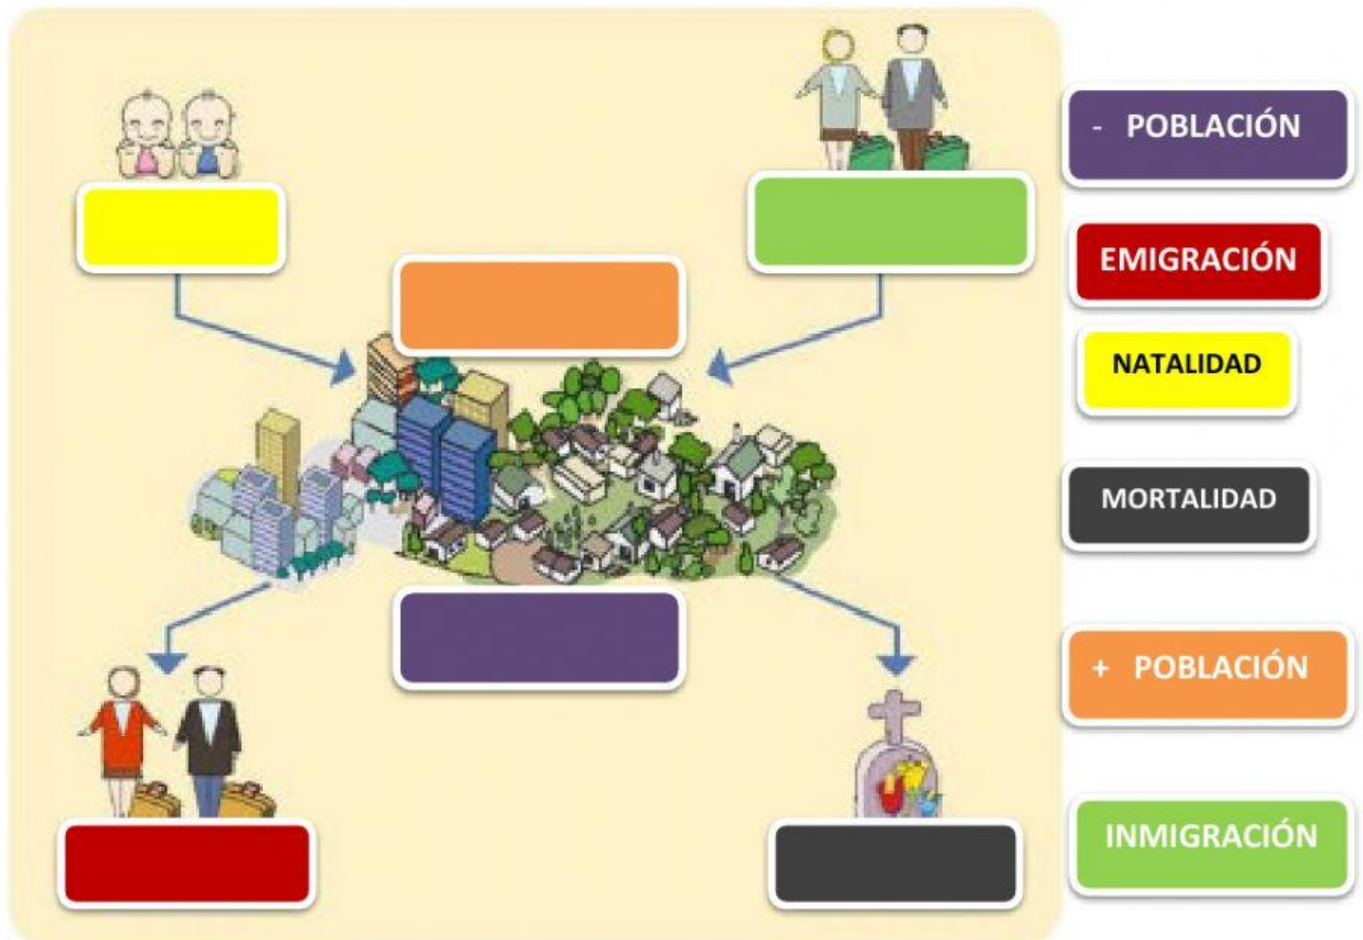 - POBLACIÓN
EMIGRACIÓN
NATALIDAD
MORTALIDAD
+ POBLACIÓN
INMIGRACIÓN